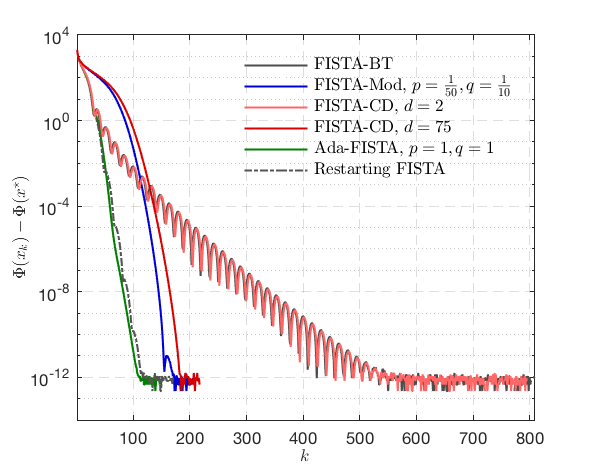 10^4
10^0
10^-4
10^-8
10^-12
Φ(x_k) − Φ(x*)
FISTA-BT
FISTA-Mod, p = 1/50, q = 1/10
FISTA-CD, d = 2
FISTA-CD, d = 75
Ada-FISTA, p = 1, q = 1
Restarting FISTA
100 200 300 400 500 600 700 800
k